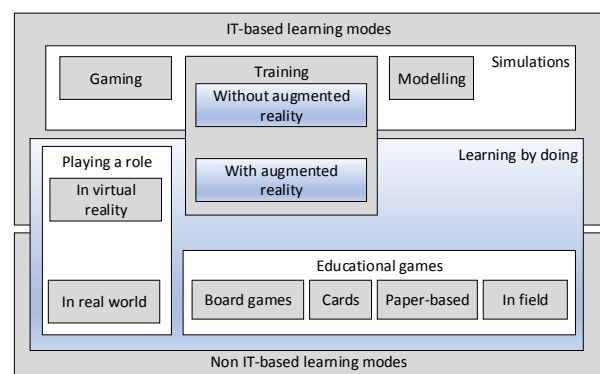 IT-based learning modes
Simulations
Gaming
Training
Modelling
Without augmented
reality
Learning by doing
Playing a role
With augmented
reality
In virtual
reality
Educational games
In real world
Board games
Cards
Paper-based
In field
Non IT-based learning modes